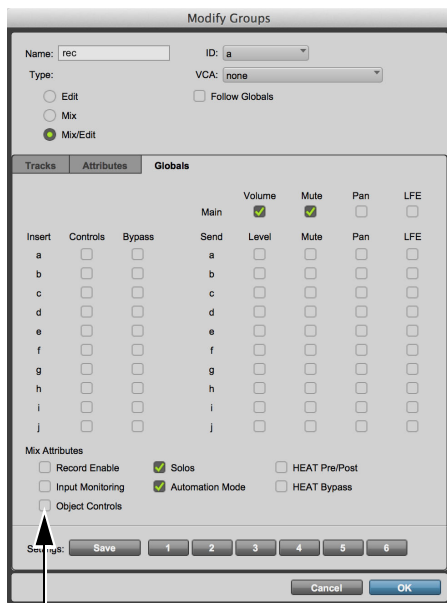 Modify Groups
Name: rec ID: a
Type: VCA: none
Edit Follow Globals
Mix
Mix/Edit
Tracks Attributes Globals
Volume Mute Pan LFE
Main
Insert Controls Bypass Send Level Mute Pan LFE
a a
b b
c c
d d
e e
f f
g g
h h
i i
j j
Mix Attributes
Record Enable Solos HEAT Pre/Post
Input Monitoring Automation Mode HEAT Bypass
Object Controls
Settings: Save 1 2 3 4 5 6
Cancel OK